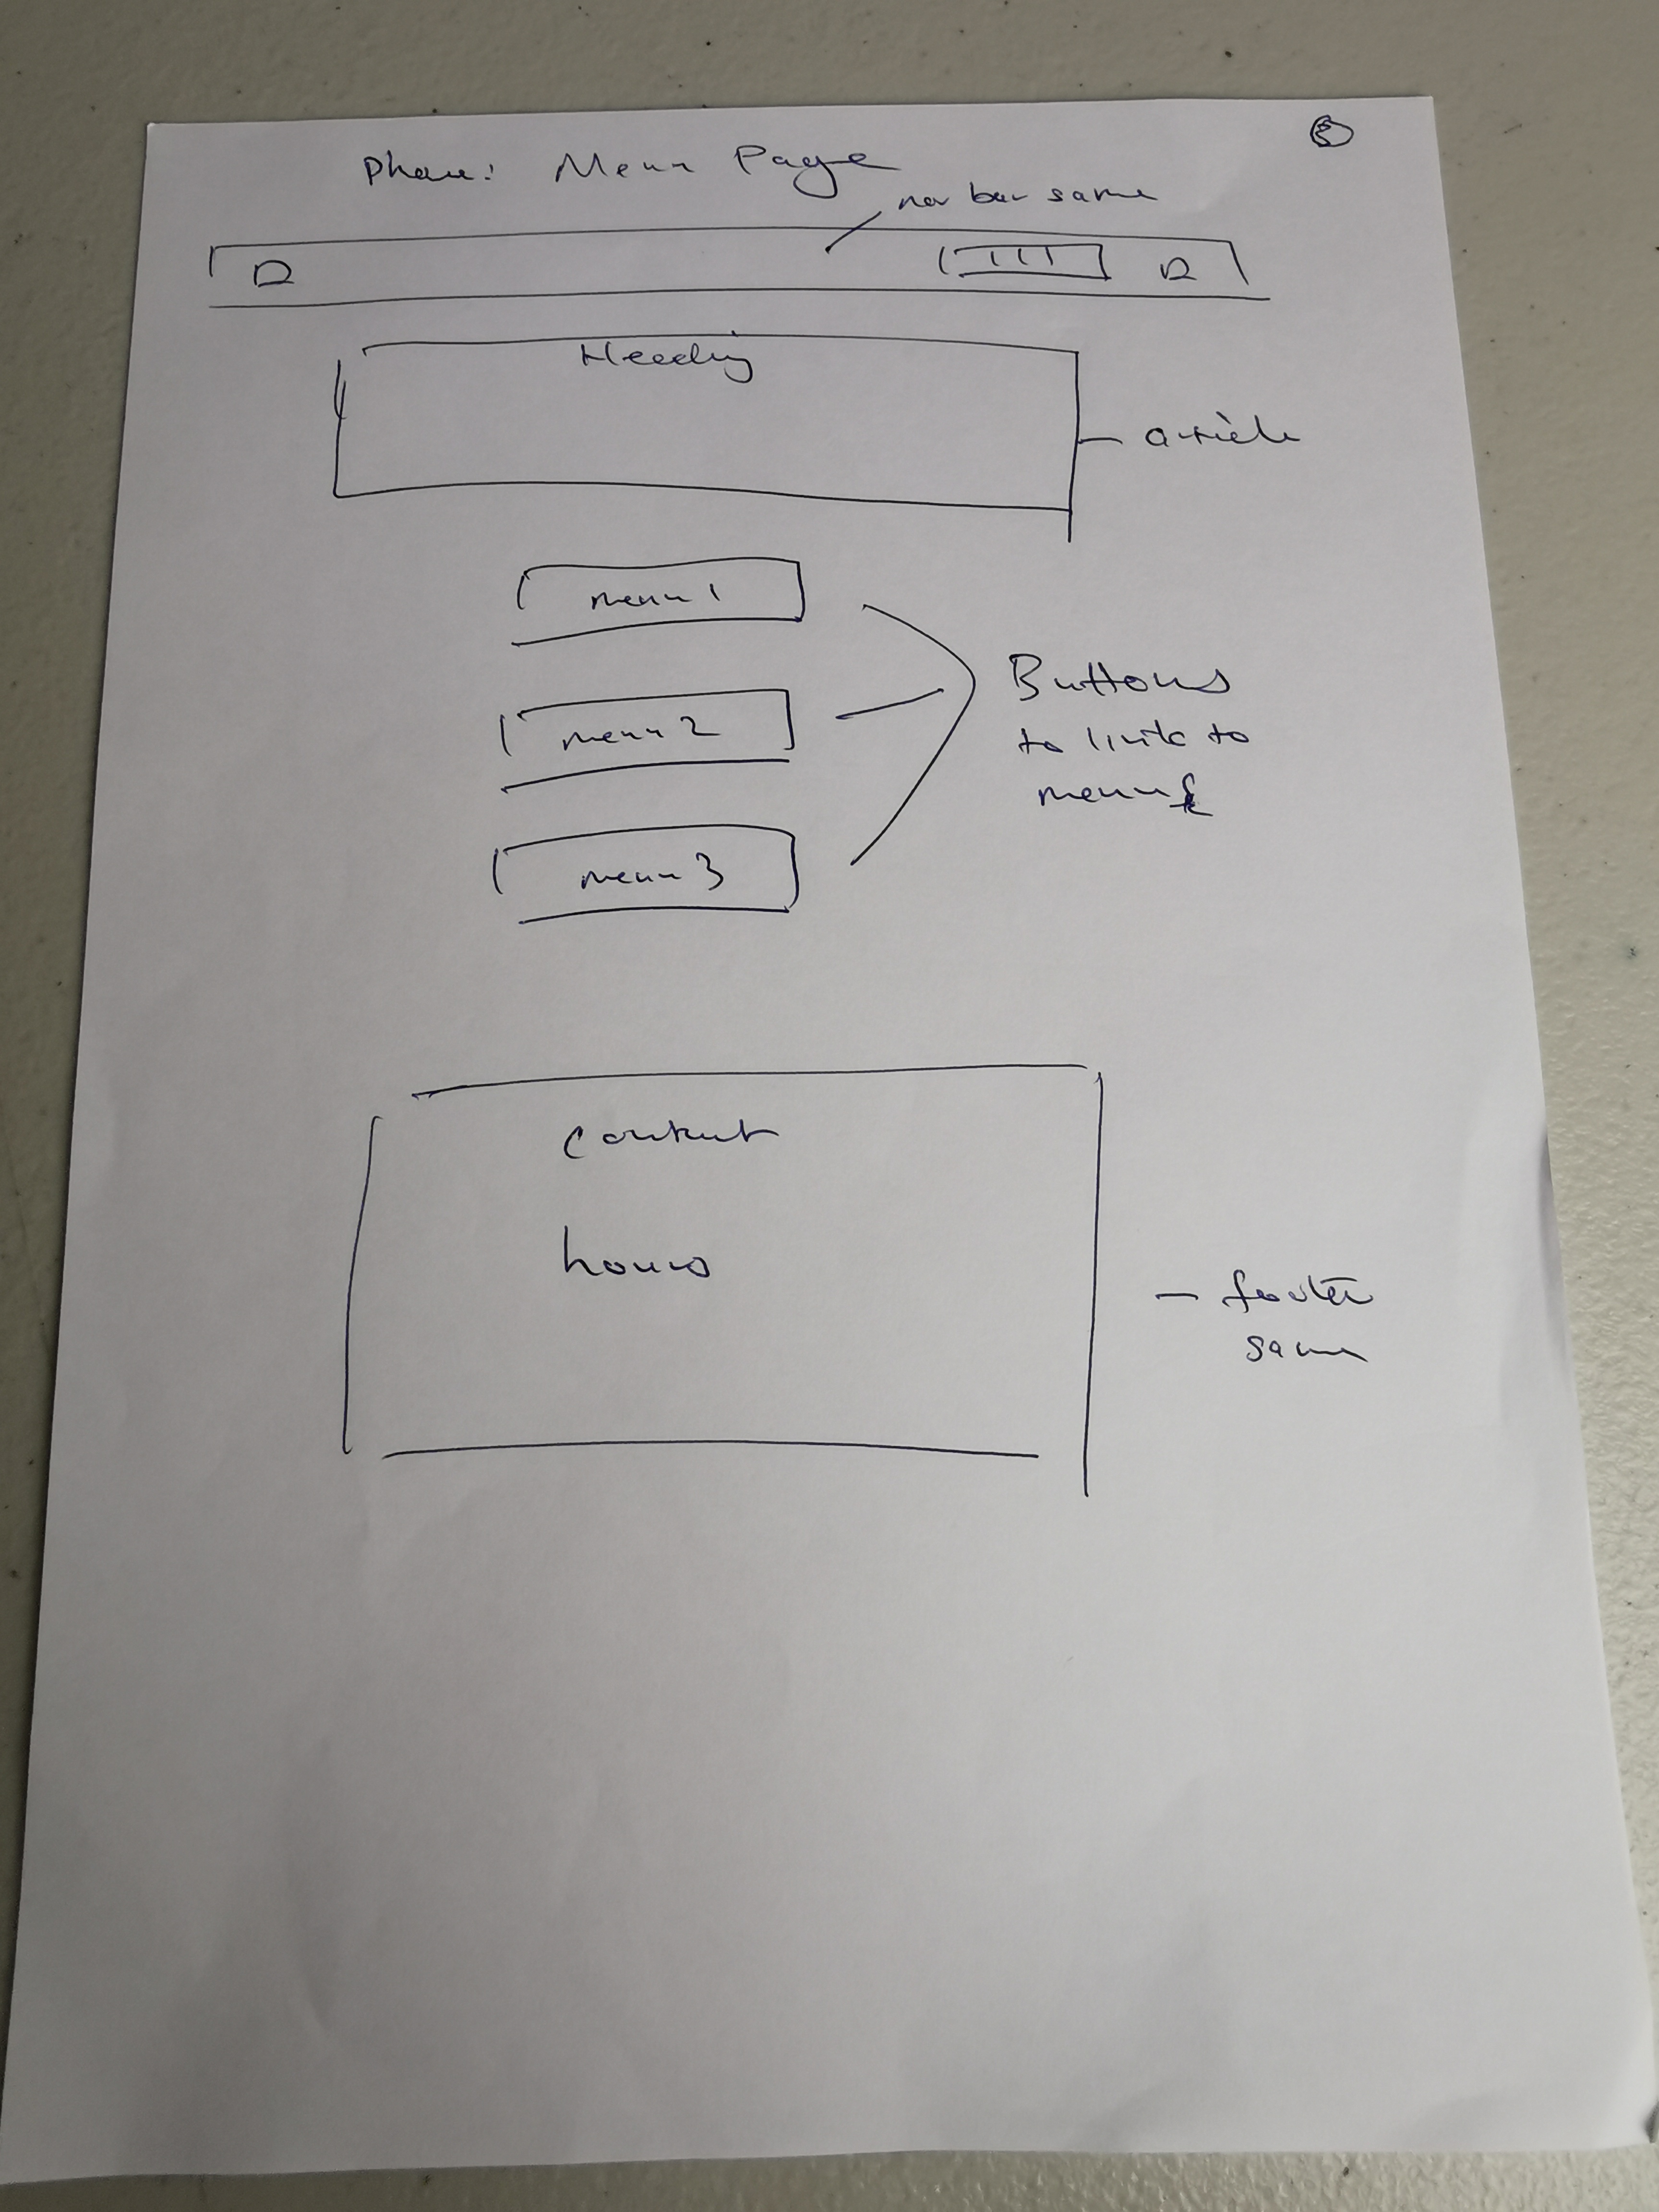 Phone: Menu Page
nav bar same
Heading
article
menu 1
menu 2
menu 3
Buttons
to link to
menus
content
hours
footer
same